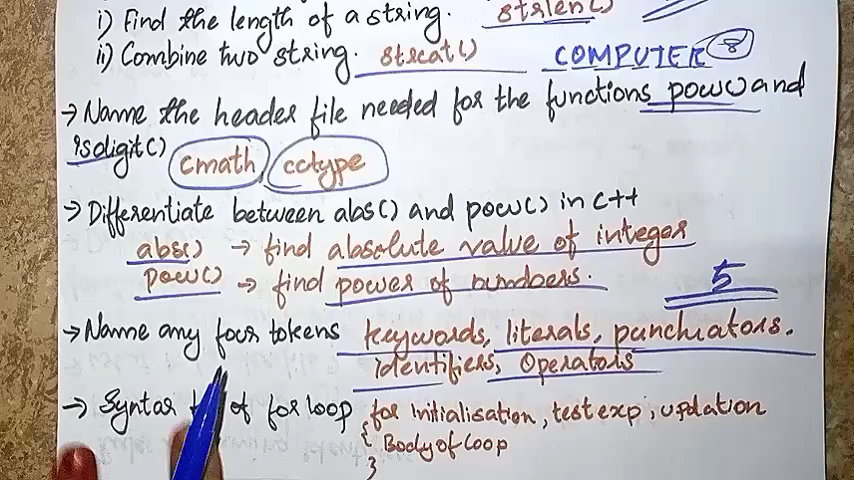 i) Find the length of a string. strlen()
ii) Combine two string. strcat() COMPUTER 8
→ Name the header file needed for the functions pow() and
isdigit() cmath, cctype
→ Differentiate between abs() and pow() in C++
abs() → find absolute value of integer
pow() → find power of numbers. 5
→ Name any four tokens keywords, literals, punctuators.
identifiers, Operators
→ Syntax of for loop for initialisation, test exp; updation
{ Body of loop
}